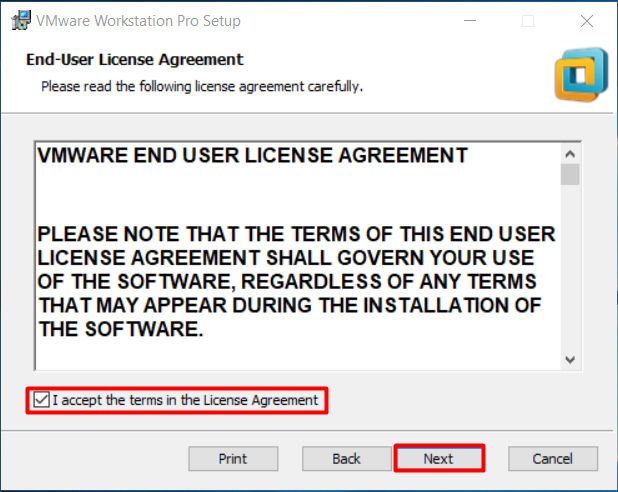 VMware Workstation Pro Setup
End-User License Agreement
Please read the following license agreement carefully.
VMWARE END USER LICENSE AGREEMENT
PLEASE NOTE THAT THE TERMS OF THIS END USER
LICENSE AGREEMENT SHALL GOVERN YOUR USE
OF THE SOFTWARE, REGARDLESS OF ANY TERMS
THAT MAY APPEAR DURING THE INSTALLATION OF
THE SOFTWARE.
I accept the terms in the License Agreement
Print Back Next Cancel